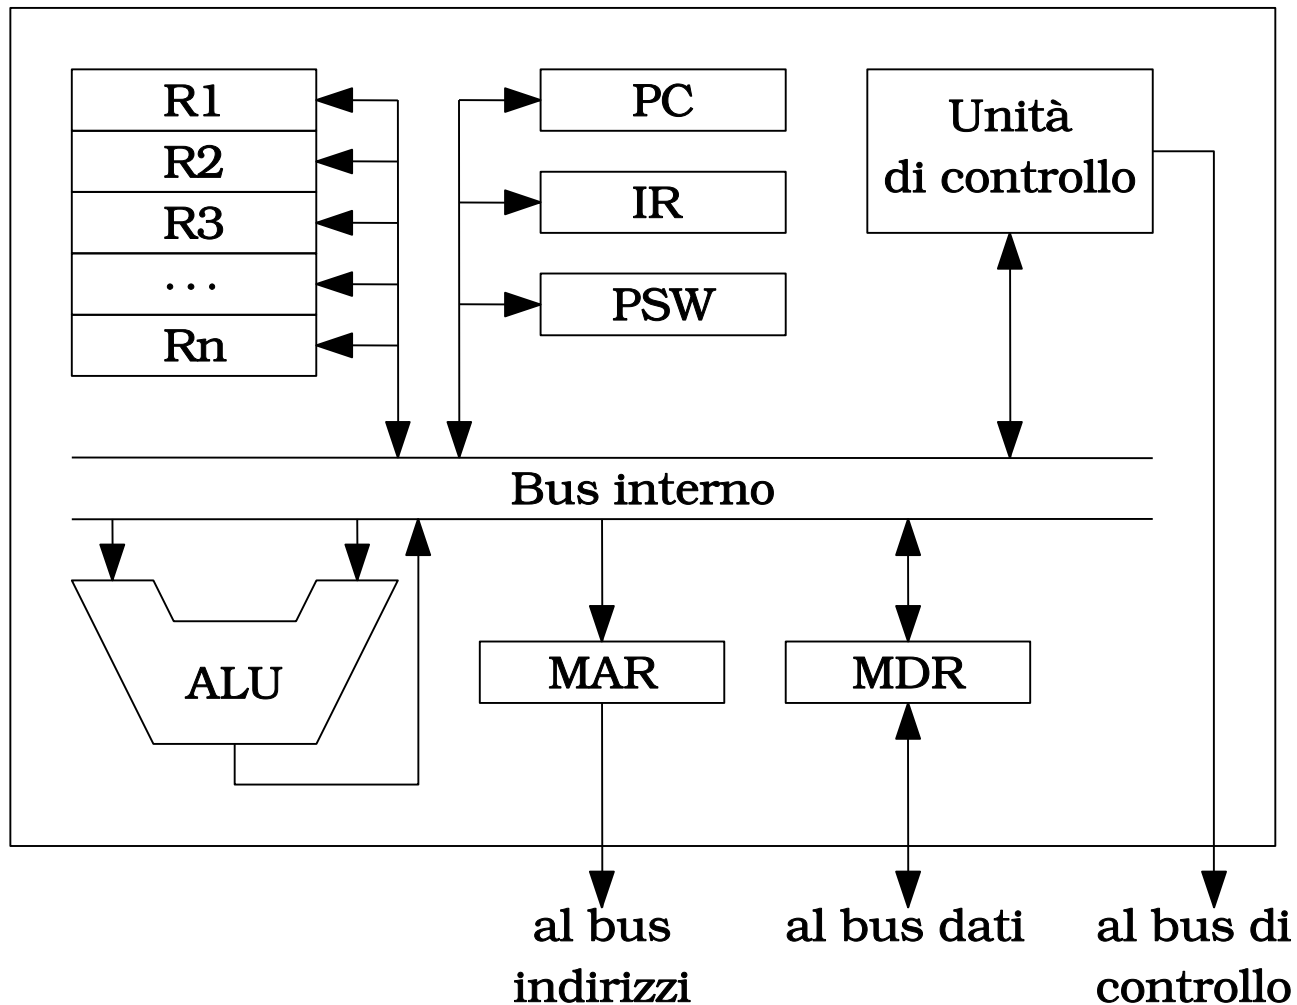 R1
R2
R3
...
Rn
PC
IR
PSW
Unità
di controllo
Bus interno
ALU
MAR
MDR
al bus
indirizzi
al bus dati
al bus di
controllo